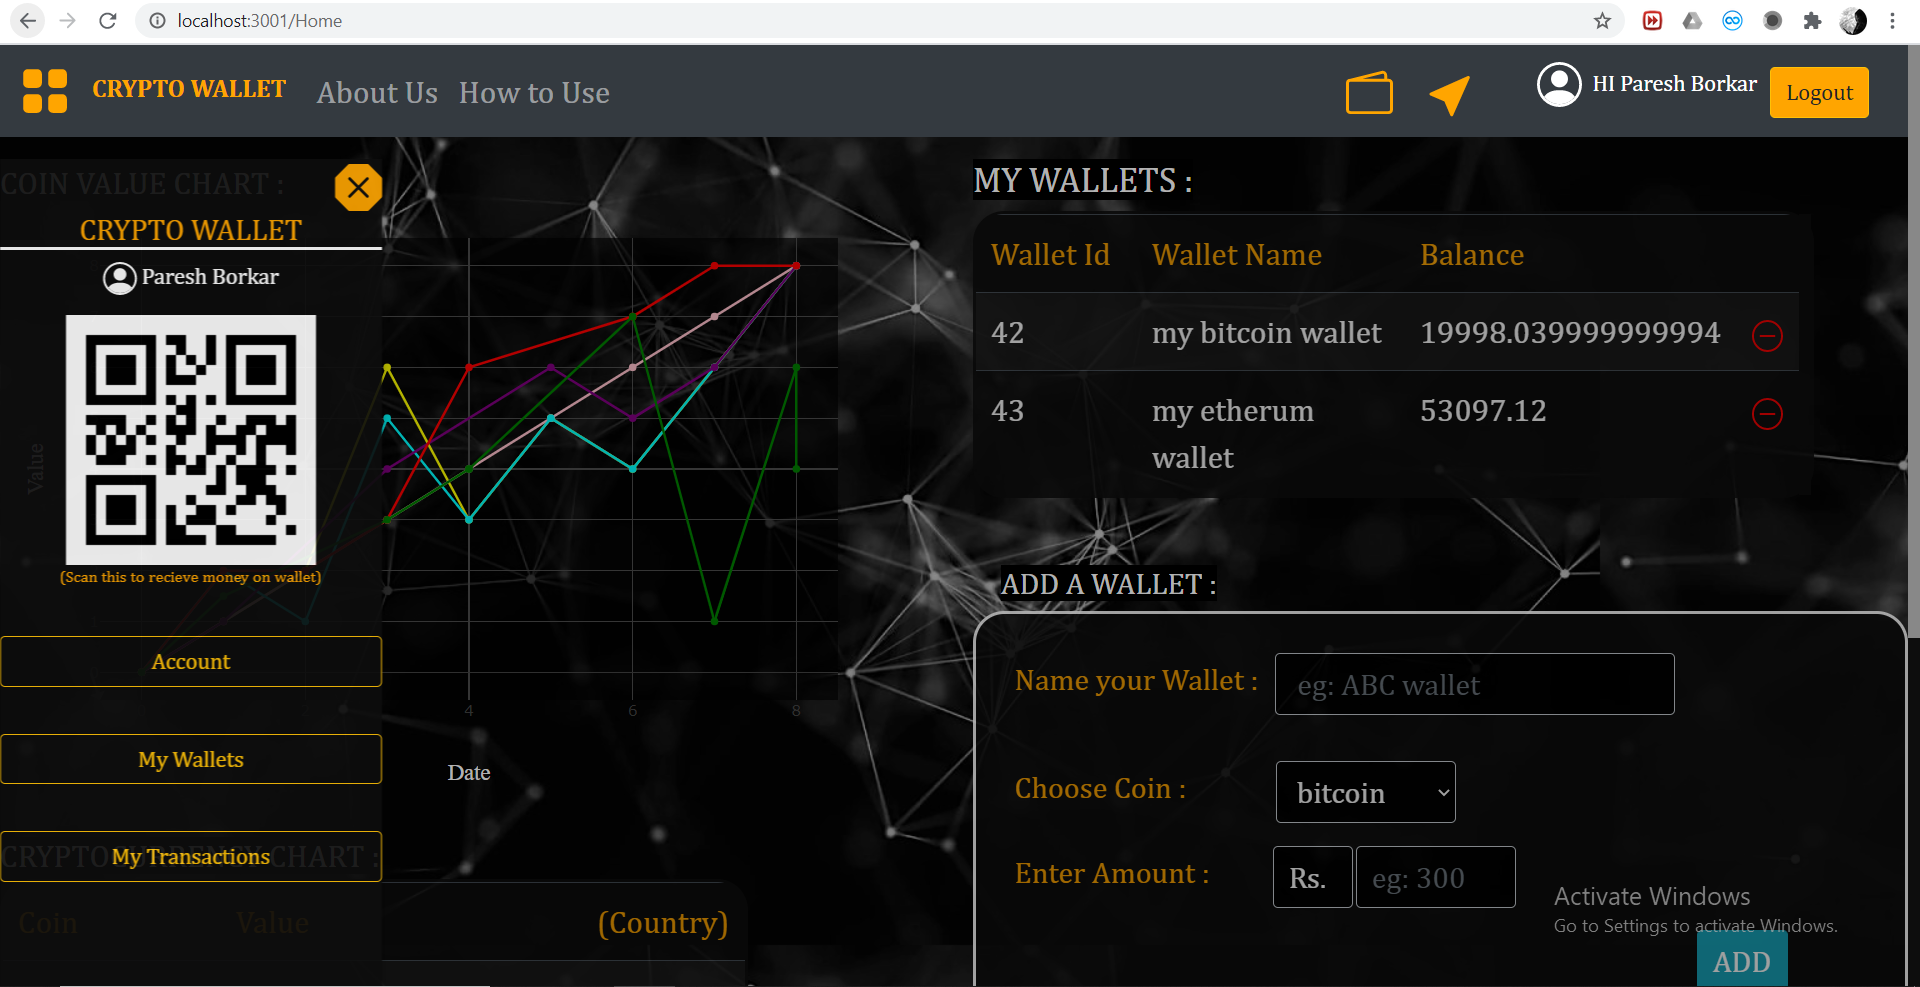 localhost:3001/Home
CRYPTO WALLET
About Us
How to Use
HI Paresh Borkar
Logout
COIN VALUE CHART :
CRYPTO WALLET
Paresh Borkar
(Scan this to recieve money on wallet)
Account
My Wallets
My Transactions
Value
4
6
8
Date
CRYPTOCURRENCY CHART :
Coin
Value
(Country)
MY WALLETS :
Wallet Id
Wallet Name
Balance
42
my bitcoin wallet
19998.039999999994
43
my etherum
wallet
53097.12
ADD A WALLET :
Name your Wallet :
eg: ABC wallet
Choose Coin :
bitcoin
Enter Amount :
Rs.
eg: 300
Activate Windows
Go to Settings to activate Windows.
ADD